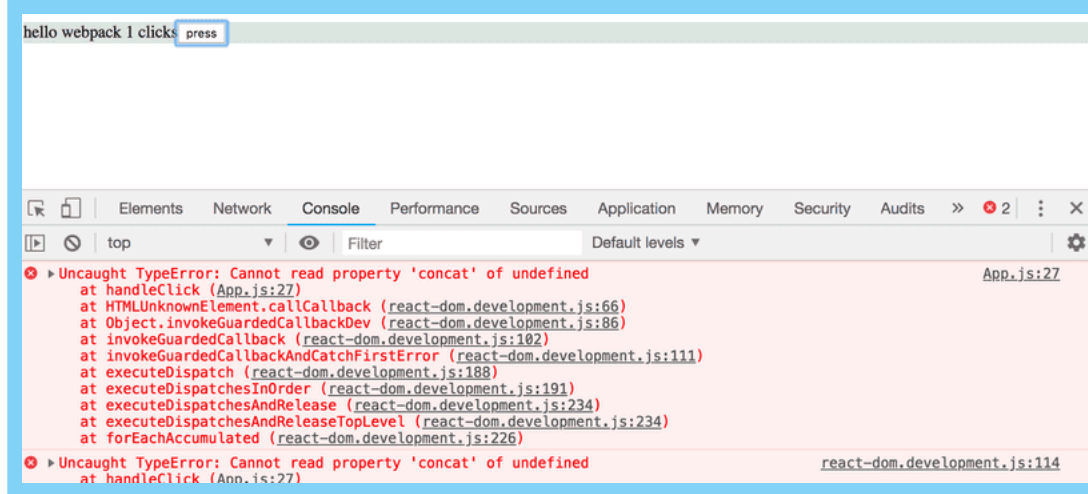 hello webpack 1 clicks press
Elements Network Console Performance Sources Application Memory Security Audits » 2
top Filter Default levels ▼
Uncaught TypeError: Cannot read property 'concat' of undefined App.js:27
at handleClick (App.js:27)
at HTMLUnknownElement.callCallback (react-dom.development.js:66)
at Object.invokeGuardedCallbackDev (react-dom.development.js:86)
at invokeGuardedCallback (react-dom.development.js:102)
at invokeGuardedCallbackAndCatchFirstError (react-dom.development.js:111)
at executeDispatch (react-dom.development.js:188)
at executeDispatchesInOrder (react-dom.development.js:191)
at executeDispatchesAndRelease (react-dom.development.js:234)
at executeDispatchesAndReleaseTopLevel (react-dom.development.js:234)
at forEachAccumulated (react-dom.development.js:226)
Uncaught TypeError: Cannot read property 'concat' of undefined react-dom.development.js:114
at handleClick (App.js:27)